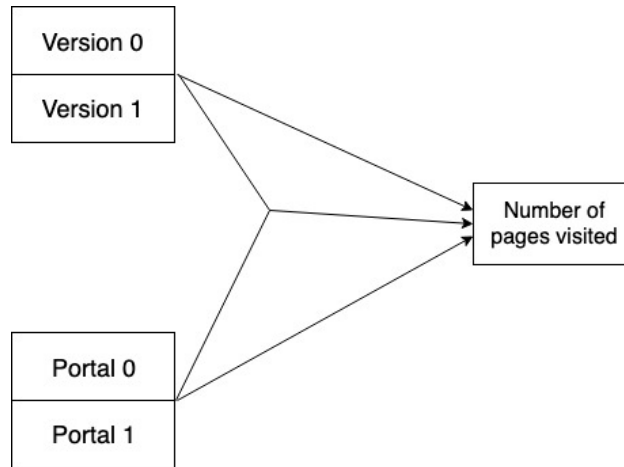 Version 0
Version 1
Number of
pages visited
Portal 0
Portal 1